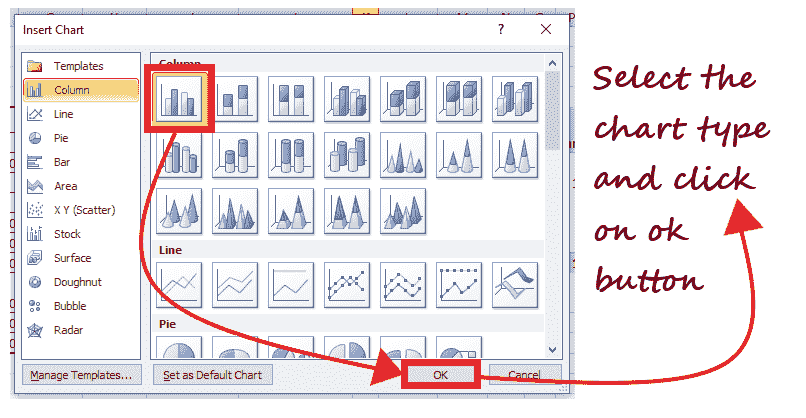 Insert Chart
?
Templates
Column
Line
Pie
Bar
Area
X Y (Scatter)
Stock
Surface
Doughnut
Bubble
Radar
Column
Line
Pie
Manage Templates...
Set as Default Chart
OK
Cancel
Select the
chart type
and click
on ok
button